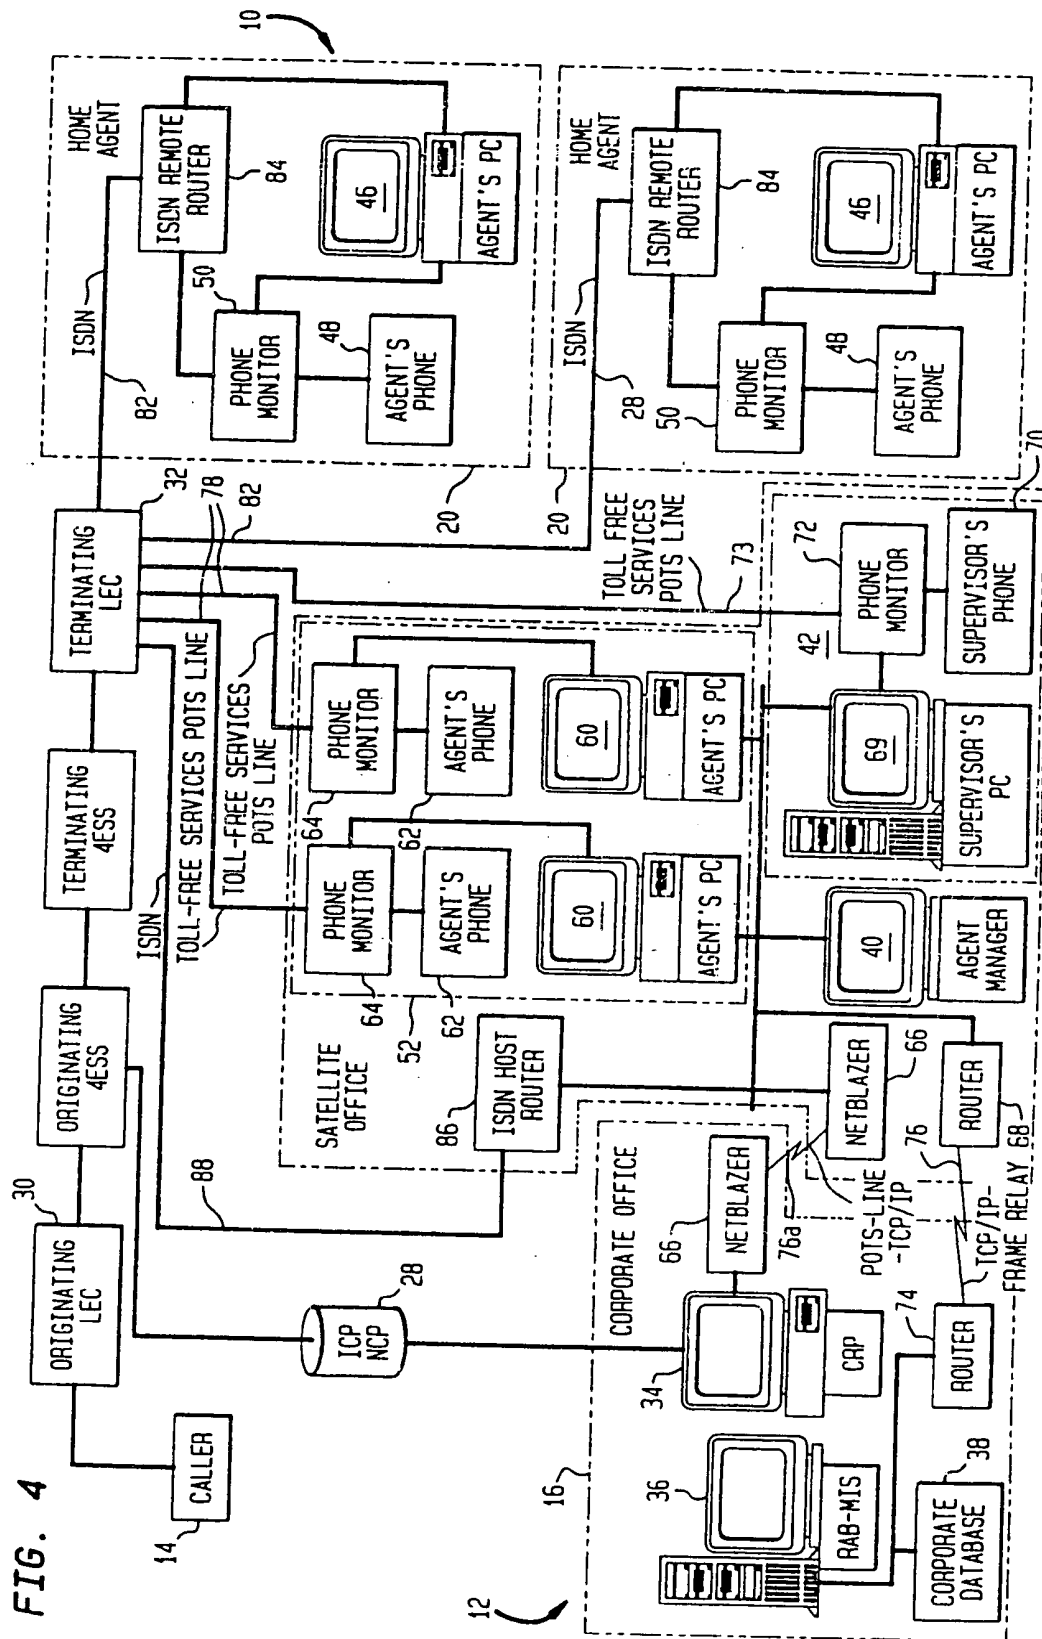 FIG. 4
10
12
CALLER
14
ORIGINATING
LEC
30
ORIGINATING
4ESS
TERMINATING
4ESS
TERMINATING
LEC
32
78
82
ISDN
82
ISDN
88
TOLL-FREE SERVICES POTS LINE
TOLL-FREE SERVICES
POTS LINE
ICP
NCP
28
HOME
AGENT
ISDN REMOTE
ROUTER
84
50
PHONE
MONITOR
48
AGENT'S
PHONE
46
AGENT'S PC
20
HOME
AGENT
ISDN REMOTE
ROUTER
84
ISDN
28
50
PHONE
MONITOR
48
AGENT'S
PHONE
46
AGENT'S PC
20
SATELLITE
OFFICE
52
PHONE
MONITOR
64
AGENT'S
PHONE
62
60
AGENT'S PC
PHONE
MONITOR
64
AGENT'S
PHONE
62
60
AGENT'S PC
86
ISDN HOST
ROUTER
TOLL FREE
SERVICES
POTS LINE
73
72
PHONE
MONITOR
42
70
SUPERVISOR'S
PHONE
69
SUPERVISOR'S
PC
40
AGENT
MANAGER
NETBLAZER
66
ROUTER
68
76
CORPORATE OFFICE
16
66
NETBLAZER
76a
POTS-LINE
-TCP/IP
TCP/IP-
FRAME RELAY
34
CRP
36
RAB-MIS
74
ROUTER
38
CORPORATE
DATABASE